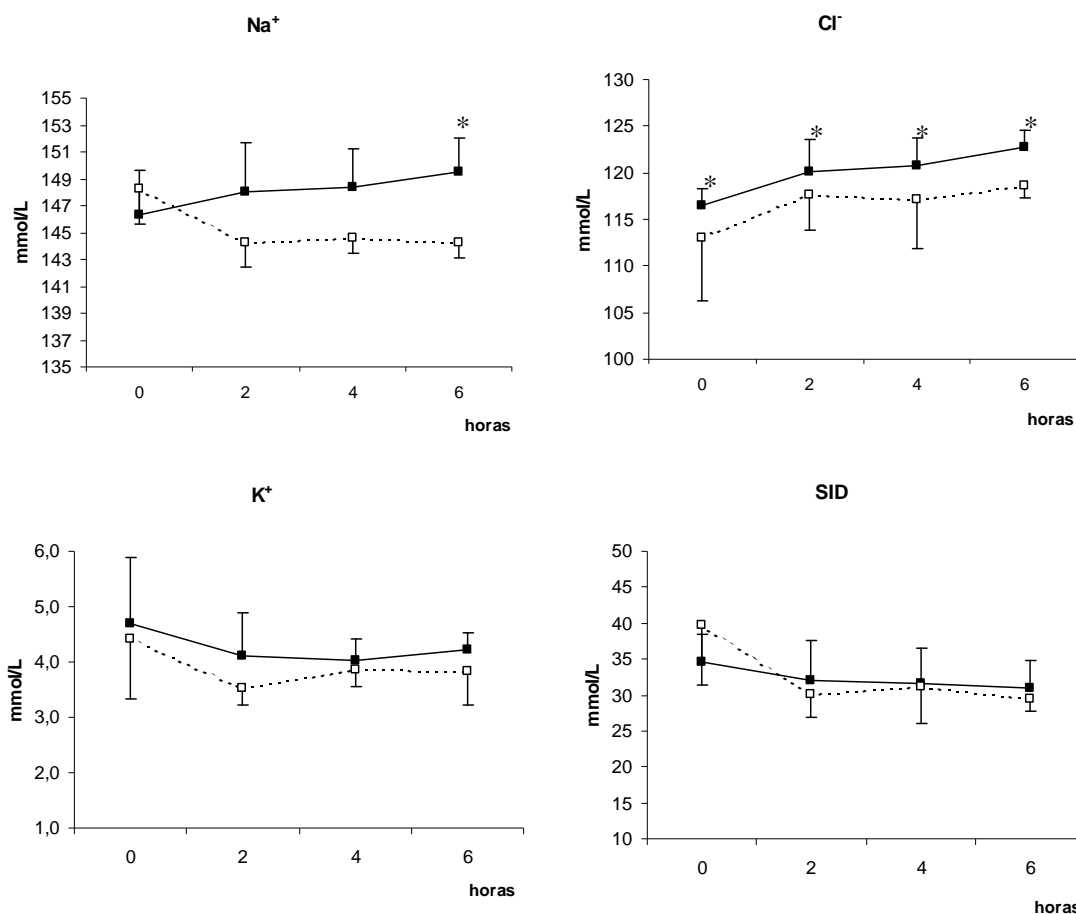 Na⁺
155
153
151
149
147
145
143
141
139
137
135
mmol/L
*
0 2 4 6
horas
Cl⁻
130
125
120
115
110
105
100
mmol/L
* * * *
0 2 4 6
horas
K⁺
6,0
5,0
4,0
3,0
2,0
1,0
mmol/L
0 2 4 6
horas
SID
50
45
40
35
30
25
20
15
10
mmol/L
0 2 4 6
horas